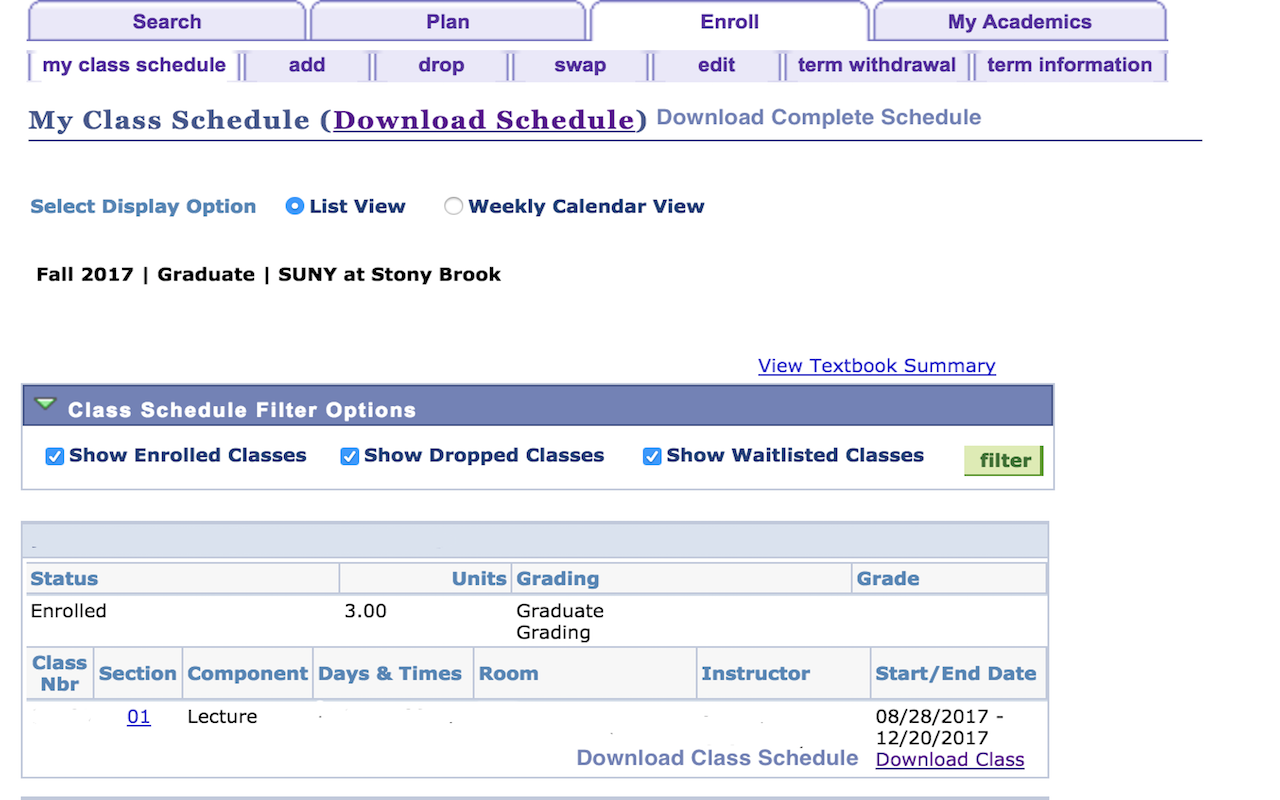 Search Plan Enroll My Academics
my class schedule add drop swap edit term withdrawal term information
My Class Schedule (Download Schedule) Download Complete Schedule
Select Display Option List View Weekly Calendar View
Fall 2017 | Graduate | SUNY at Stony Brook
View Textbook Summary
Class Schedule Filter Options
Show Enrolled Classes Show Dropped Classes Show Waitlisted Classes filter
Status Units Grading Grade
Enrolled 3.00 Graduate
Grading
Class
Nbr Section Component Days & Times Room Instructor Start/End Date
01 Lecture 08/28/2017 -
12/20/2017
Download Class Schedule Download Class